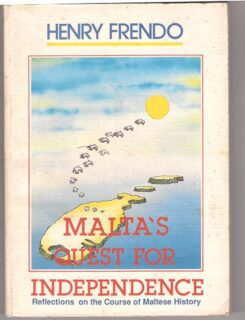 HENRY FRENDO
MALTA`S
QUEST FOR
INDEPENDENCE
Reflections on the Course of Maltese History